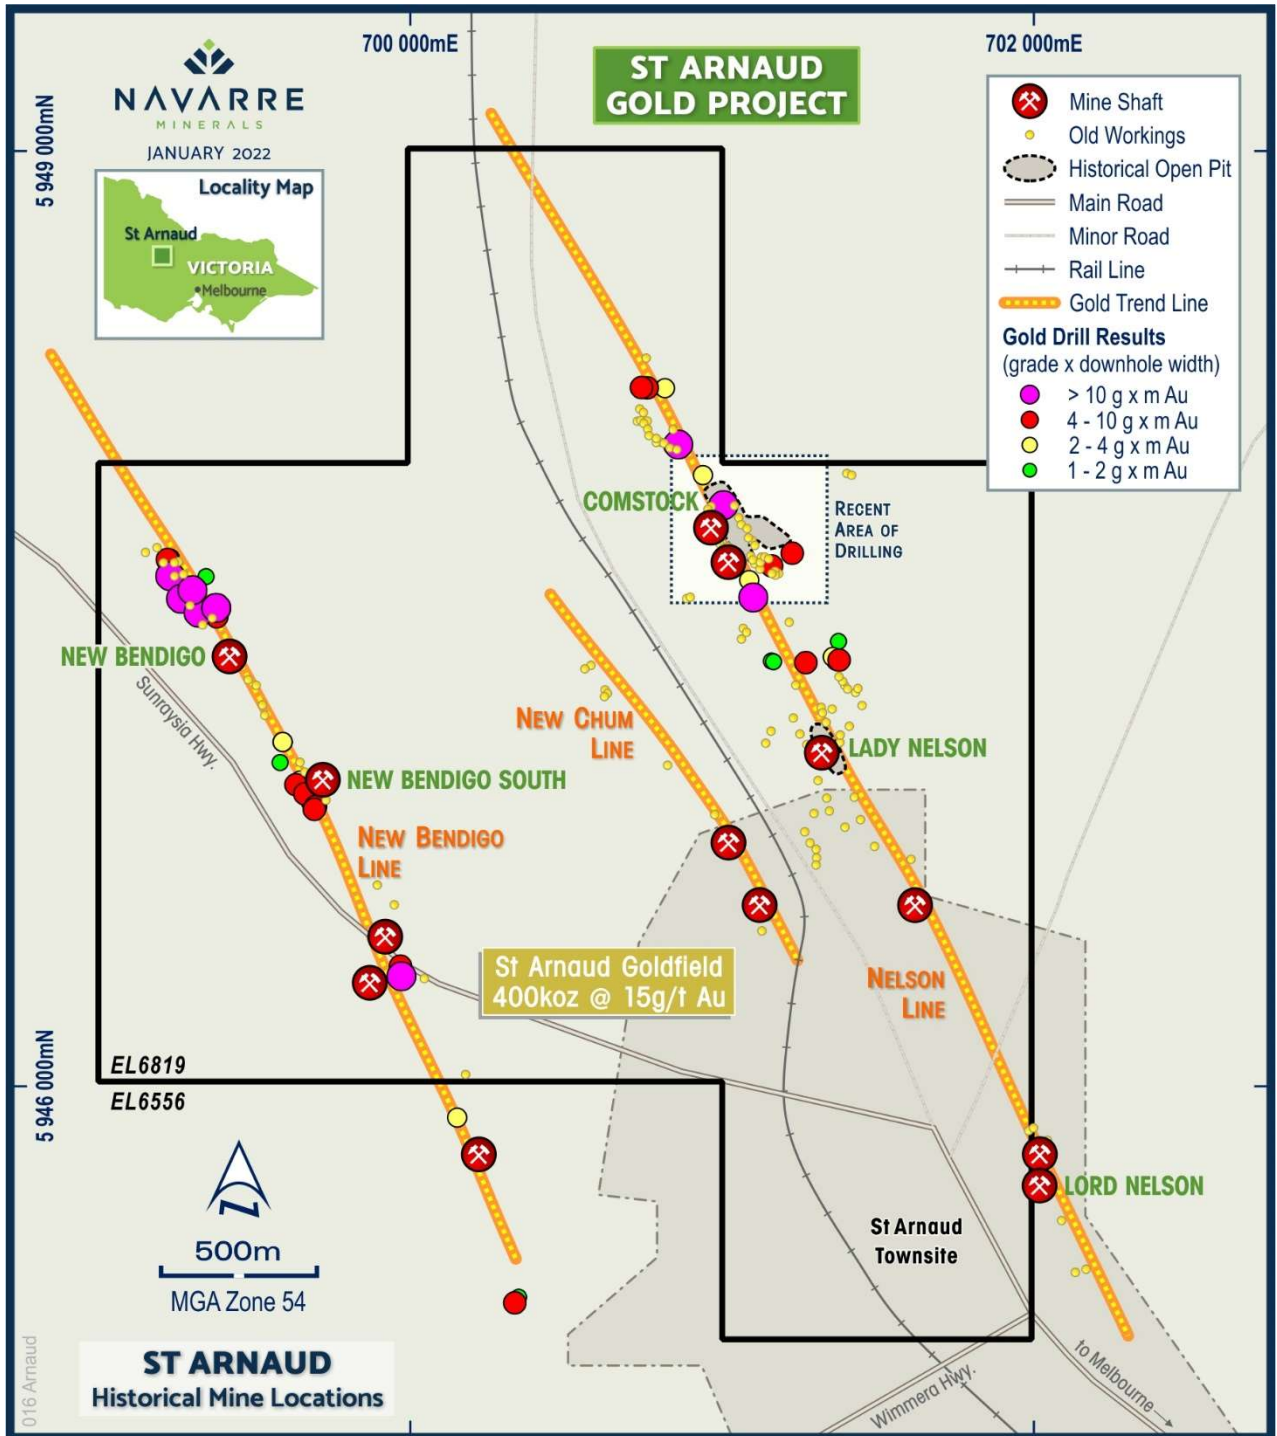 700 000mE
702 000mE
NAVARRE
MINERALS
JANUARY 2022
ST ARNAUD
GOLD PROJECT
5 949 000mN
Locality Map
St Arnaud
VICTORIA
Melbourne
Mine Shaft
Old Workings
Historical Open Pit
Main Road
Minor Road
Rail Line
Gold Trend Line
Gold Drill Results
(grade x downhole width)
> 10 g x m Au
4 - 10 g x m Au
2 - 4 g x m Au
1 - 2 g x m Au
COMSTOCK
RECENT
AREA OF
DRILLING
NEW BENDIGO
Sunraysia Hwy.
NEW CHUM
LINE
LADY NELSON
NEW BENDIGO SOUTH
NEW BENDIGO
LINE
St Arnaud Goldfield
400koz @ 15g/t Au
NELSON
LINE
5 946 000mN
EL6819
EL6556
LORD NELSON
St Arnaud
Townsite
N
500m
MGA Zone 54
ST ARNAUD
Historical Mine Locations
016 Arnaud
Wimmera Hwy.
to Melbourne